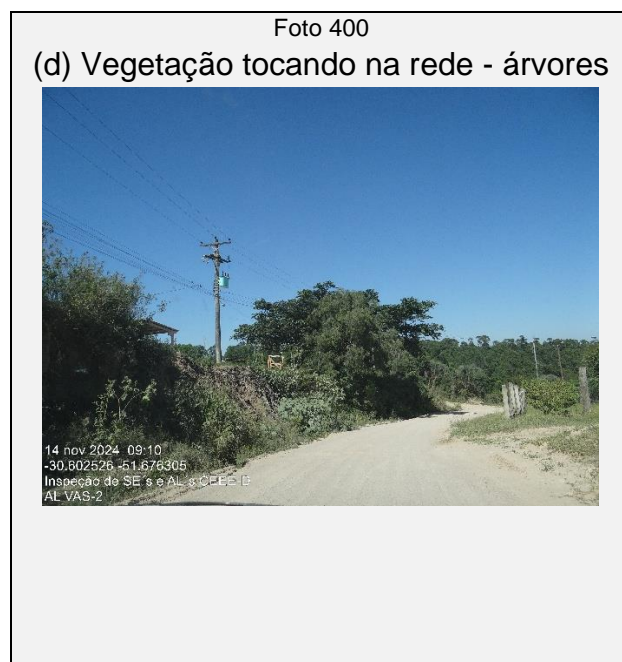 Foto 400
(d) Vegetação tocando na rede - árvores
14 nov 2024 09:10
-30.602526 -51.676305
Inspeção de SE´s e AL´s CEEE-D
AL VAS-2